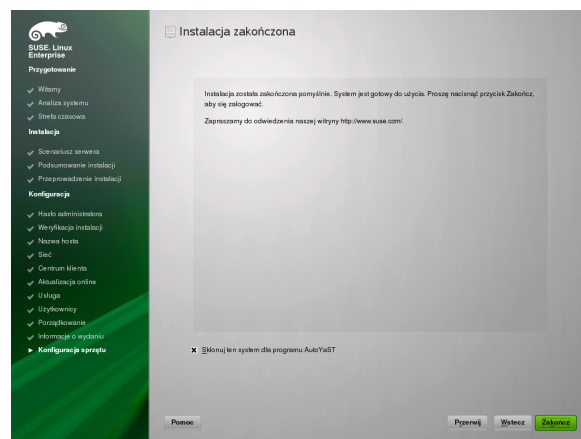 SUSE. Linux
Enterprise
Przygotowanie
Witamy
Analiza systemu
Strefa czasowa
Instalacja
Scenariusz serwera
Podsumowanie instalacji
Przeprowadzenie instalacji
Konfiguracja
Hasło administratora
Weryfikacja instalacji
Nazwa hosta
Sieć
Centrum klienta
Aktualizacja online
Usługa
Użytkownicy
Porządkowanie
Informacje o wydaniu
Konfiguracja sprzętu
Instalacja zakończona
Instalacja została zakończona pomyślnie. System jest gotowy do użycia. Proszę nacisnąć przycisk Zakończ,
aby się zalogować.
Zapraszamy do odwiedzenia naszej witryny http://www.suse.com/.
Sklonuj ten system dla programu AutoYaST
Pomoc
Przerwij
Wstecz
Zakończ